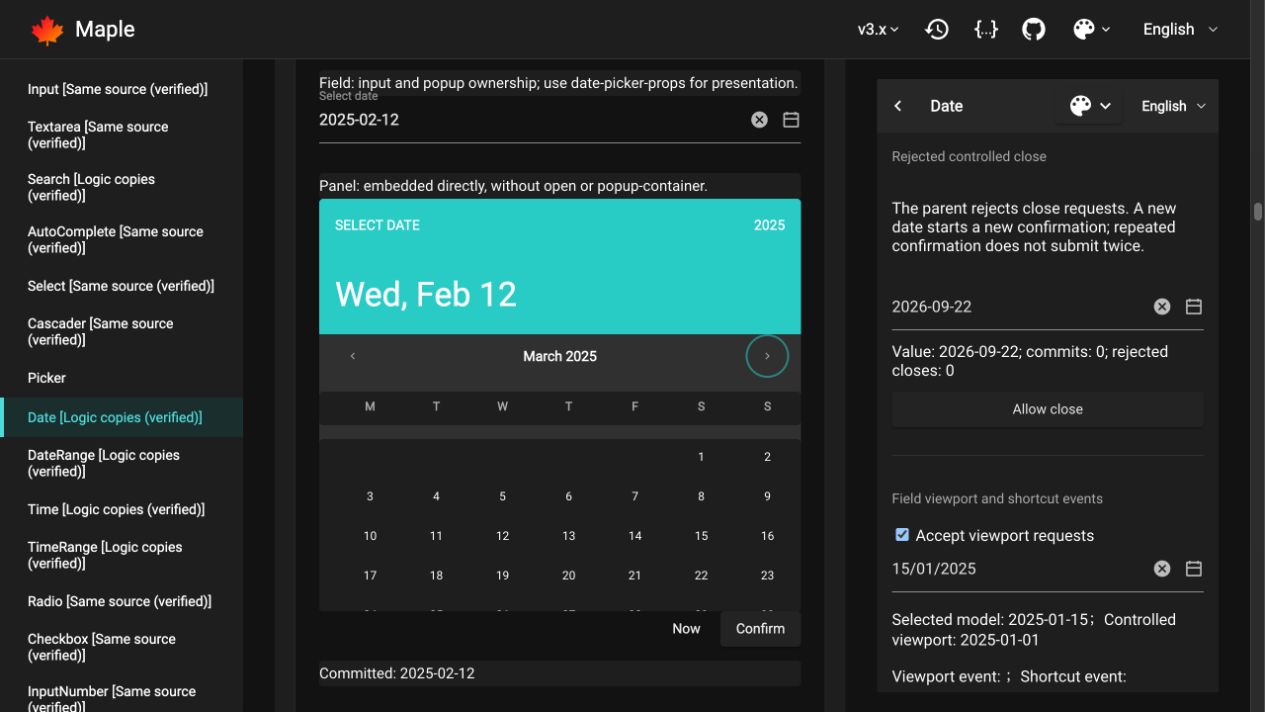 Maple
v3.x
English
Input [Same source (verified)]
Textarea [Same source
(verified)]
Search [Logic copies
(verified)]
AutoComplete [Same source
(verified)]
Select [Same source (verified)]
Cascader [Same source
(verified)]
Picker
Date [Logic copies (verified)]
DateRange [Logic copies
(verified)]
Time [Logic copies (verified)]
TimeRange [Logic copies
(verified)]
Radio [Same source (verified)]
Checkbox [Same source
(verified)]
InputNumber [Same source
(verified)]
Field: input and popup ownership; use date-picker-props for presentation.
Select date
2025-02-12
Panel: embedded directly, without open or popup-container.
SELECT DATE 2025
Wed, Feb 12
March 2025
M T W T F S S
1 2
3 4 5 6 7 8 9
10 11 12 13 14 15 16
17 18 19 20 21 22 23
Now Confirm
Committed: 2025-02-12
Date English
Rejected controlled close
The parent rejects close requests. A new
date starts a new confirmation; repeated
confirmation does not submit twice.
2026-09-22
Value: 2026-09-22; commits: 0; rejected
closes: 0
Allow close
Field viewport and shortcut events
Accept viewport requests
15/01/2025
Selected model: 2025-01-15；Controlled
viewport: 2025-01-01
Viewport event: ；Shortcut event: